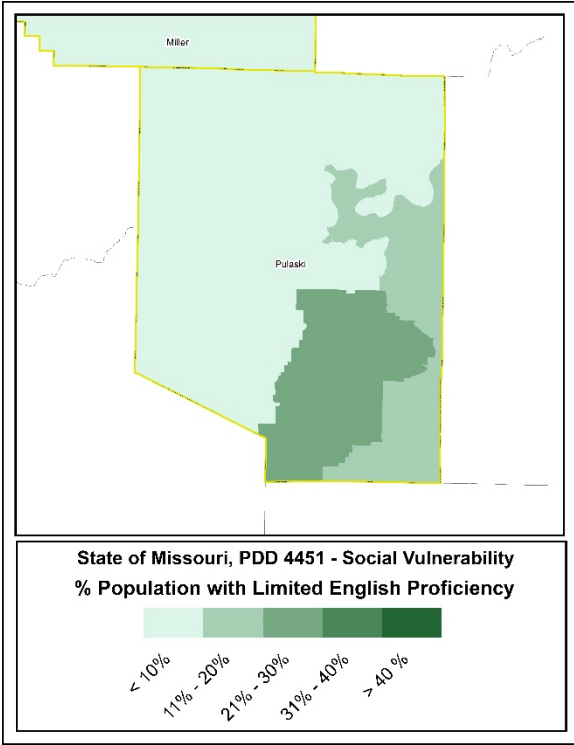 Miller
Pulaski
State of Missouri, PDD 4451 - Social Vulnerability
% Population with Limited English Proficiency
< 10%
11% - 20%
21% - 30%
31% - 40%
> 40 %